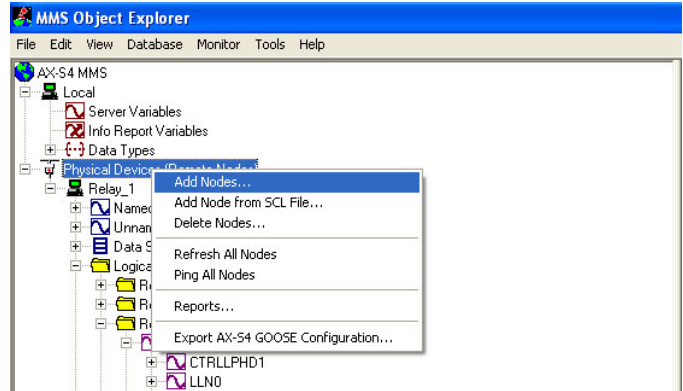 MMS Object Explorer
File Edit View Database Monitor Tools Help
AX-S4 MMS
Local
Server Variables
Info Report Variables
{··} Data Types
Physical Devices (Remote Nodes)
Relay_1
Add Nodes...
Add Node from SCL File...
Delete Nodes...
Refresh All Nodes
Ping All Nodes
Reports...
Export AX-S4 GOOSE Configuration...
Data S
CTRLLPHD1
LLN0